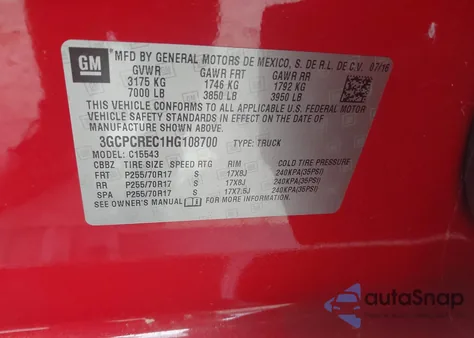 GM
MFD BY GENERAL MOTORS DE MEXICO, S. DE R.L. DE C.V. 07/16
GVWR GAWR FRT GAWR RR
3175 KG 1746 KG 1792 KG
7000 LB 3850 LB 3950 LB
THIS VEHICLE CONFORMS TO ALL APPLICABLE U.S. FEDERAL MOTOR
VEHICLE SAFETY STANDARDS IN EFFECT ON THE DATE OF
MANUFACTURE SHOWN ABOVE.
3GCPCREC1HG108700 TYPE: TRUCK
MODEL: C15543
CBBZ TIRE SIZE SPEED RTG RIM COLD TIRE PRESSURE
FRT P255/70R17 S 17X8J 240KPA(35PSI)
RR P255/70R17 S 17X8J 240KPA(35PSI)
SPA P255/70R17 S 17X7.5J 240KPA(35PSI)
SEE OWNER'S MANUAL FOR MORE INFORMATION
autoSnap